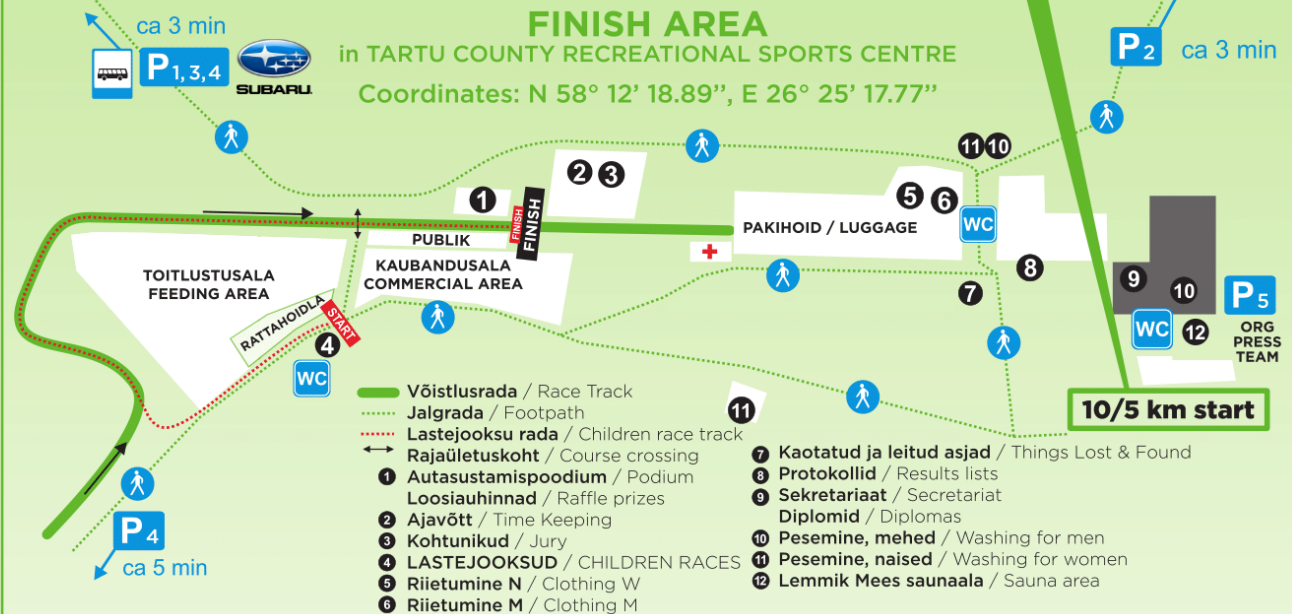 FINISH AREA
in TARTU COUNTY RECREATIONAL SPORTS CENTRE
Coordinates: N 58° 12' 18.89'', E 26° 25' 17.77''
ca 3 min
P1,3,4
SUBARU
P2
ca 3 min
11 10
2 3
1
5 6
FINISH
FINISH
PUBLIK
PAKIHOID / LUGGAGE
WC
KAUBANDUSALA
COMMERCIAL AREA
TOITLUSTUSALA
FEEDING AREA
RATTAHOIDLA
START
4
WC
8
7
9
10
WC
12
P5
ORG
PRESS
TEAM
11
10/5 km start
P4
ca 5 min
Võistlusrada / Race Track
Jalgrada / Footpath
Lastejooksu rada / Children race track
Rajaületuskoht / Course crossing
1 Autasustamispoodium / Podium
Loosiauhinnad / Raffle prizes
2 Ajavõtt / Time Keeping
3 Kohtunikud / Jury
4 LASTEJOOKSUD / CHILDREN RACES
5 Riietumine N / Clothing W
6 Riietumine M / Clothing M
7 Kaotatud ja leitud asjad / Things Lost & Found
8 Protokollid / Results lists
9 Sekretariaat / Secretariat
Diplomid / Diplomas
10 Pesemine, mehed / Washing for men
11 Pesemine, naised / Washing for women
12 Lemmik Mees saunaala / Sauna area